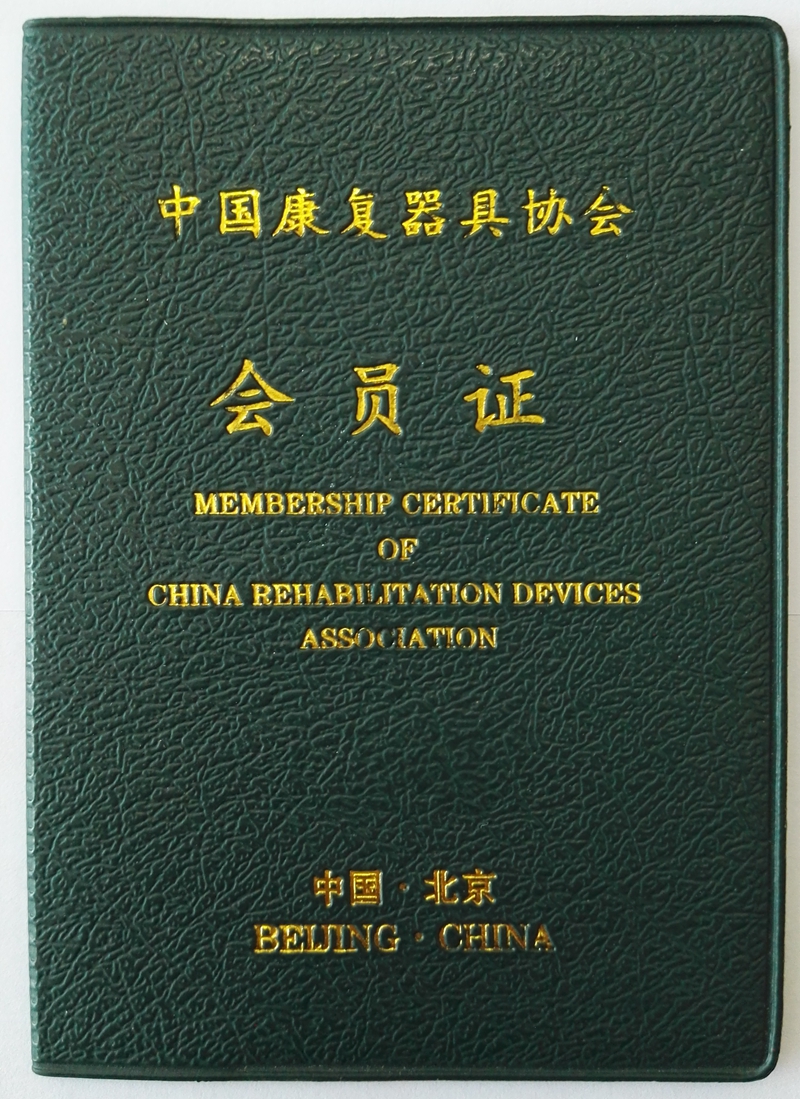 中国康复器具协会
会员证
MEMBERSHIP CERTIFICATE
OF
CHINA REHABILITATION DEVICES
ASSOCIATION
中国·北京
BEIJING·CHINA